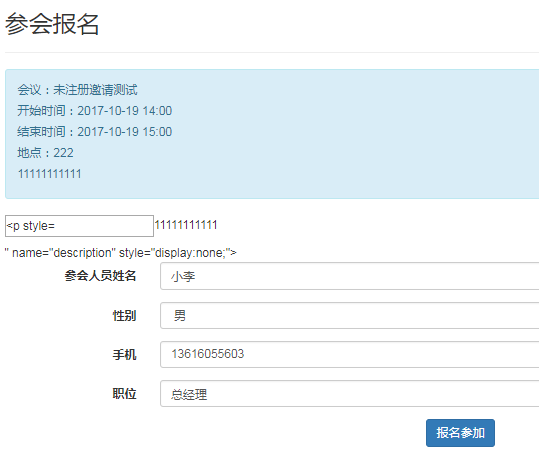 参会报名
会议：未注册邀请测试
开始时间：2017-10-19 14:00
结束时间：2017-10-19 15:00
地点：222
11111111111
<p style= 11111111111
" name="description" style="display:none;">
参会人员姓名 小李
性别 男
手机 13616055603
职位 总经理
报名参加